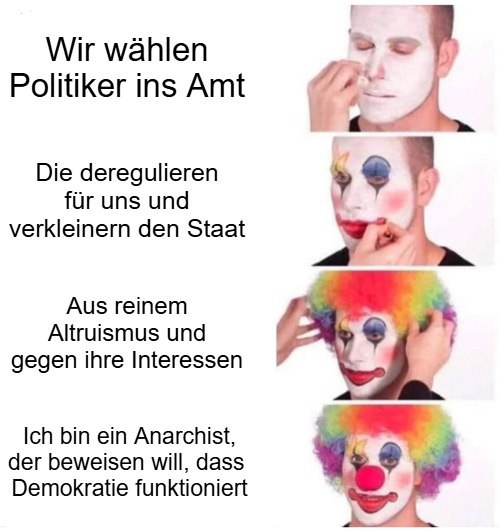 Wir wählen
Politiker ins Amt
Die deregulieren
für uns und
verkleinern den Staat
Aus reinem
Altruismus und
gegen ihre Interessen
Ich bin ein Anarchist,
der beweisen will, dass
Demokratie funktioniert